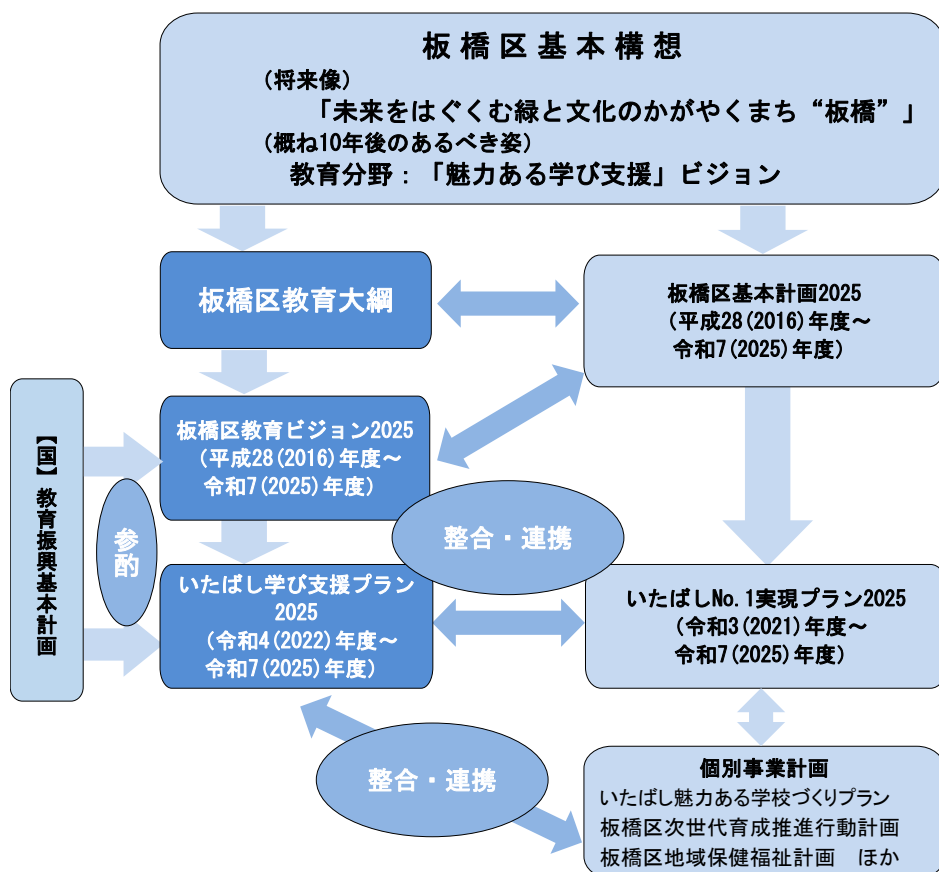 板橋区基本構想
（将来像）
「未来をはぐくむ緑と文化のかがやくまち“板橋”」
（概ね10年後のあるべき姿）
教育分野：「魅力ある学び支援」ビジョン
板橋区教育大綱
板橋区基本計画2025
（平成28(2016)年度～
令和7(2025)年度）
【国】教育振興基本計画
参酌
板橋区教育ビジョン2025
（平成28(2016)年度～
令和7(2025)年度）
整合・連携
いたばし学び支援プラン
2025
（令和4(2022)年度～
令和7(2025)年度）
いたばしNo.1実現プラン2025
（令和3(2021)年度～
令和7(2025)年度）
整合・連携
個別事業計画
いたばし魅力ある学校づくりプラン
板橋区次世代育成推進行動計画
板橋区地域保健福祉計画　ほか